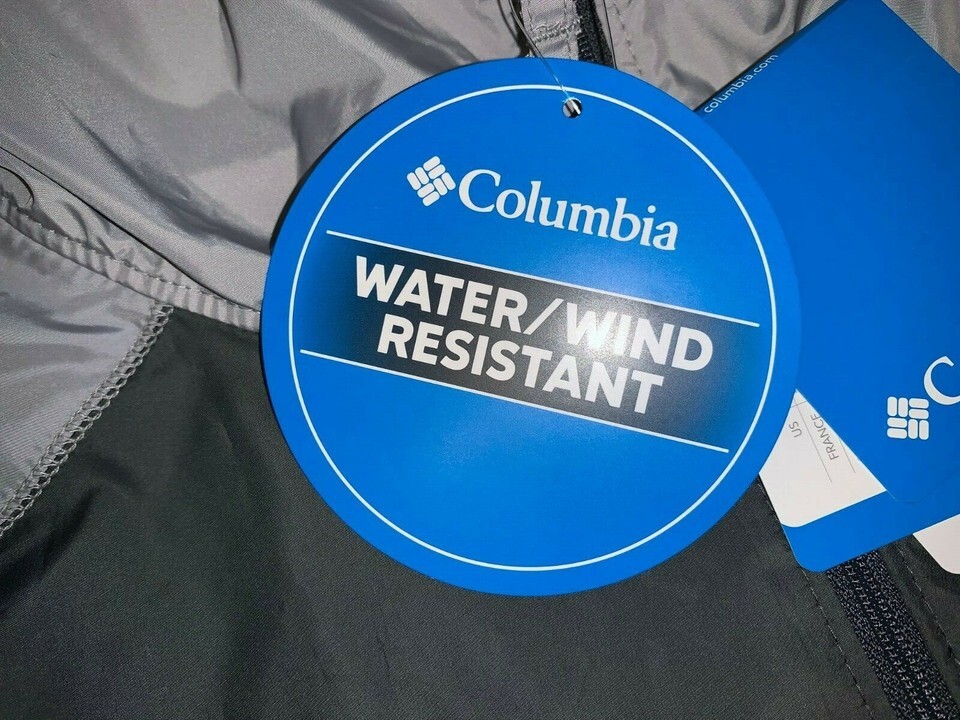 Columbia
WATER/WIND
RESISTANT
columbia.com
US
FRANCE
C